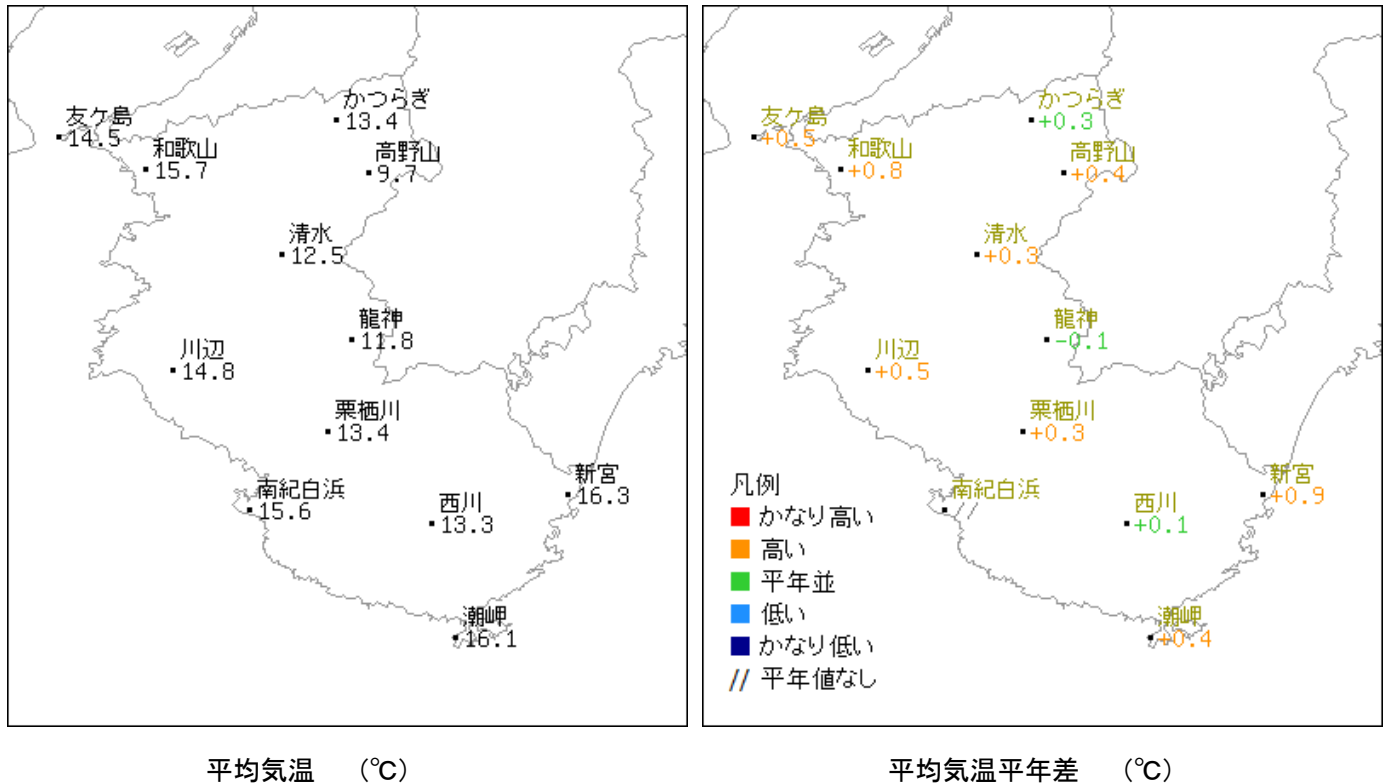 友ケ島
14.5
かつらぎ
13.4
和歌山
15.7
高野山
9.7
清水
12.5
龍神
11.8
川辺
14.8
栗栖川
13.4
南紀白浜
15.6
西川
13.3
新宮
16.3
潮岬
16.1
平均気温 (℃)
友ケ島
+0.5
かつらぎ
+0.3
和歌山
+0.8
高野山
+0.4
清水
+0.3
龍神
-0.1
川辺
+0.5
栗栖川
+0.3
南紀白浜
//
西川
+0.1
新宮
+0.9
潮岬
+0.4
凡例
かなり高い
高い
平年並
低い
かなり低い
// 平年値なし
平均気温平年差 (℃)